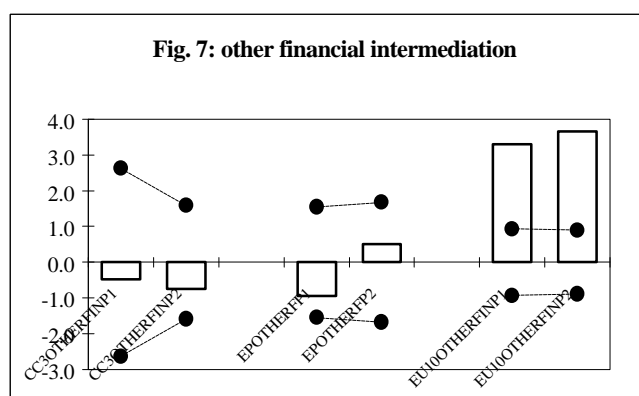 Fig. 7: other financial intermediation
4.0
3.0
2.0
1.0
0.0
-1.0
-2.0
-3.0
CC3OTHERFINP1
CC3OTHERFINP2
EPOTHERFP1
EPOTHERFP2
EU10OTHERFINP1
EU10OTHERFINP2